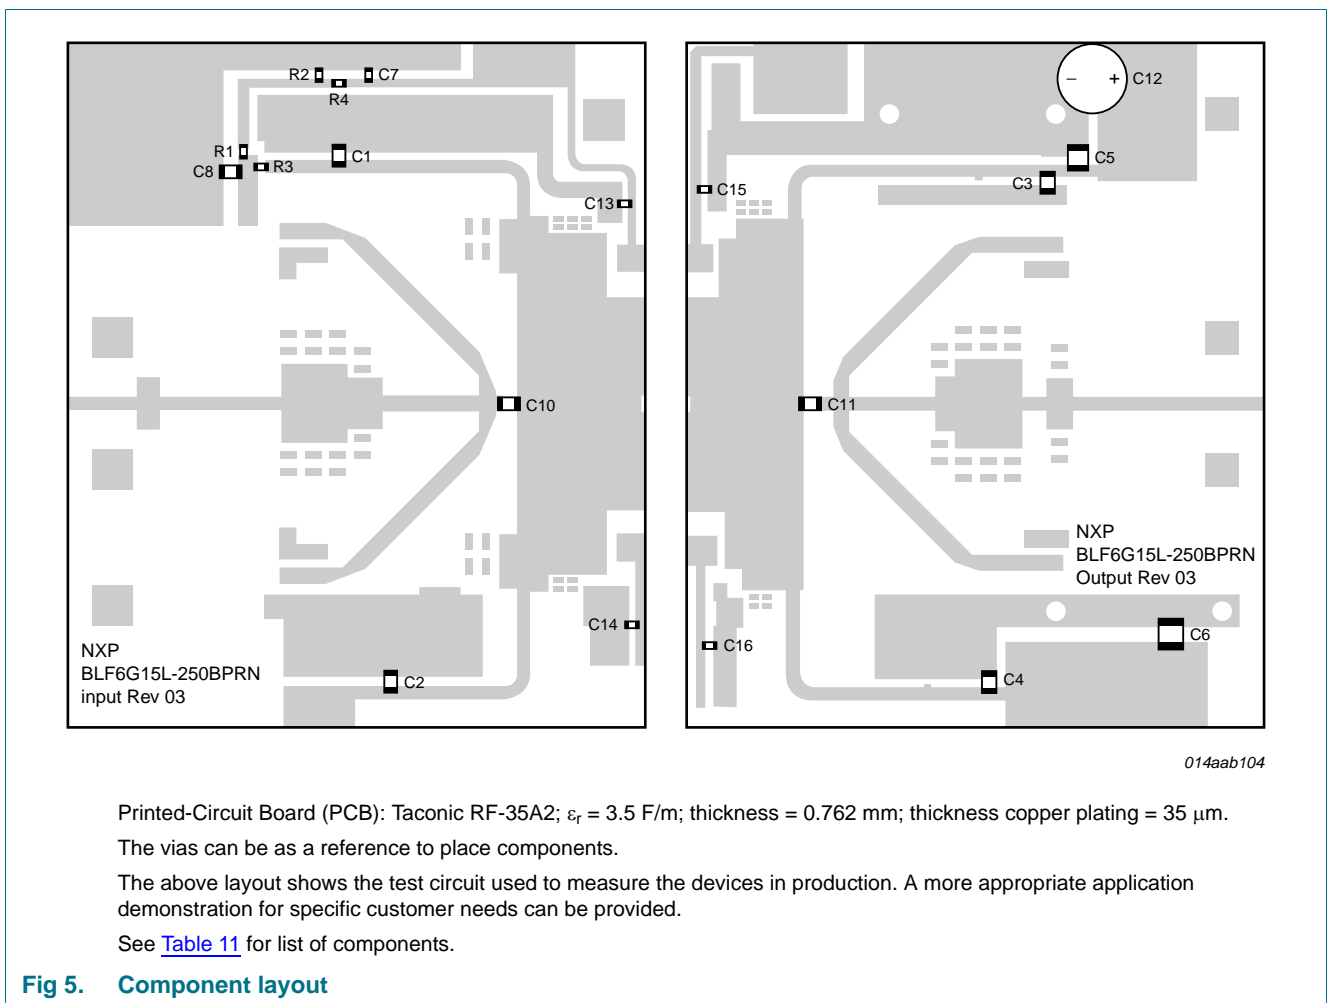 R2
C7
R4
R1
C8
R3
C1
C13
C10
C14
C2
NXP
BLF6G15L-250BPRN
input Rev 03
− +
C12
C5
C3
C15
C11
NXP
BLF6G15L-250BPRN
Output Rev 03
C16
C6
C4
014aab104
Printed-Circuit Board (PCB): Taconic RF-35A2; εr = 3.5 F/m; thickness = 0.762 mm; thickness copper plating = 35 μm.
The vias can be as a reference to place components.
The above layout shows the test circuit used to measure the devices in production. A more appropriate application
demonstration for specific customer needs can be provided.
See Table 11 for list of components.
Fig 5. Component layout